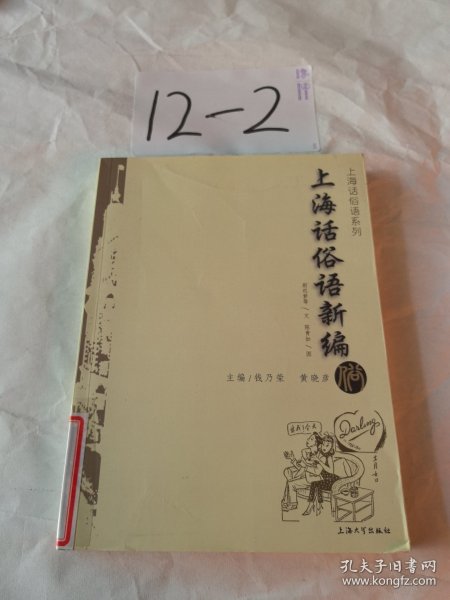 12-2
上海话俗语系列
上海话俗语新编
主编/钱乃荣 黄晓彦
俗
Darling
上海大学出版社
孔夫子旧书网
www.kongfz.com